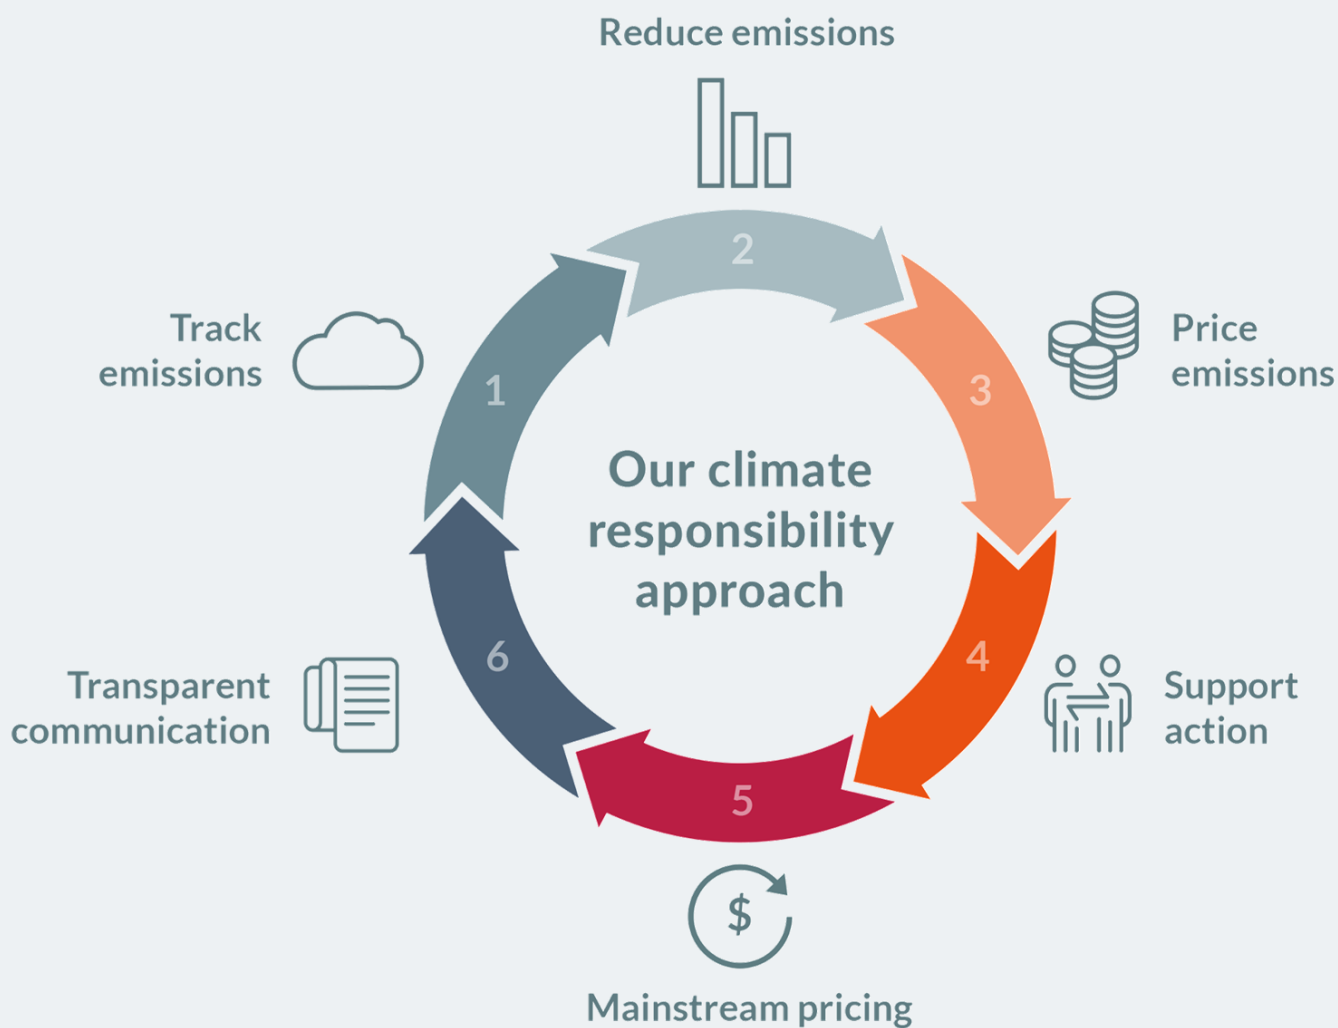 Reduce emissions
2
Track
emissions
1
3
Price
emissions
Our climate
responsibility
approach
Transparent
communication
6
4
Support
action
5
$
Mainstream pricing